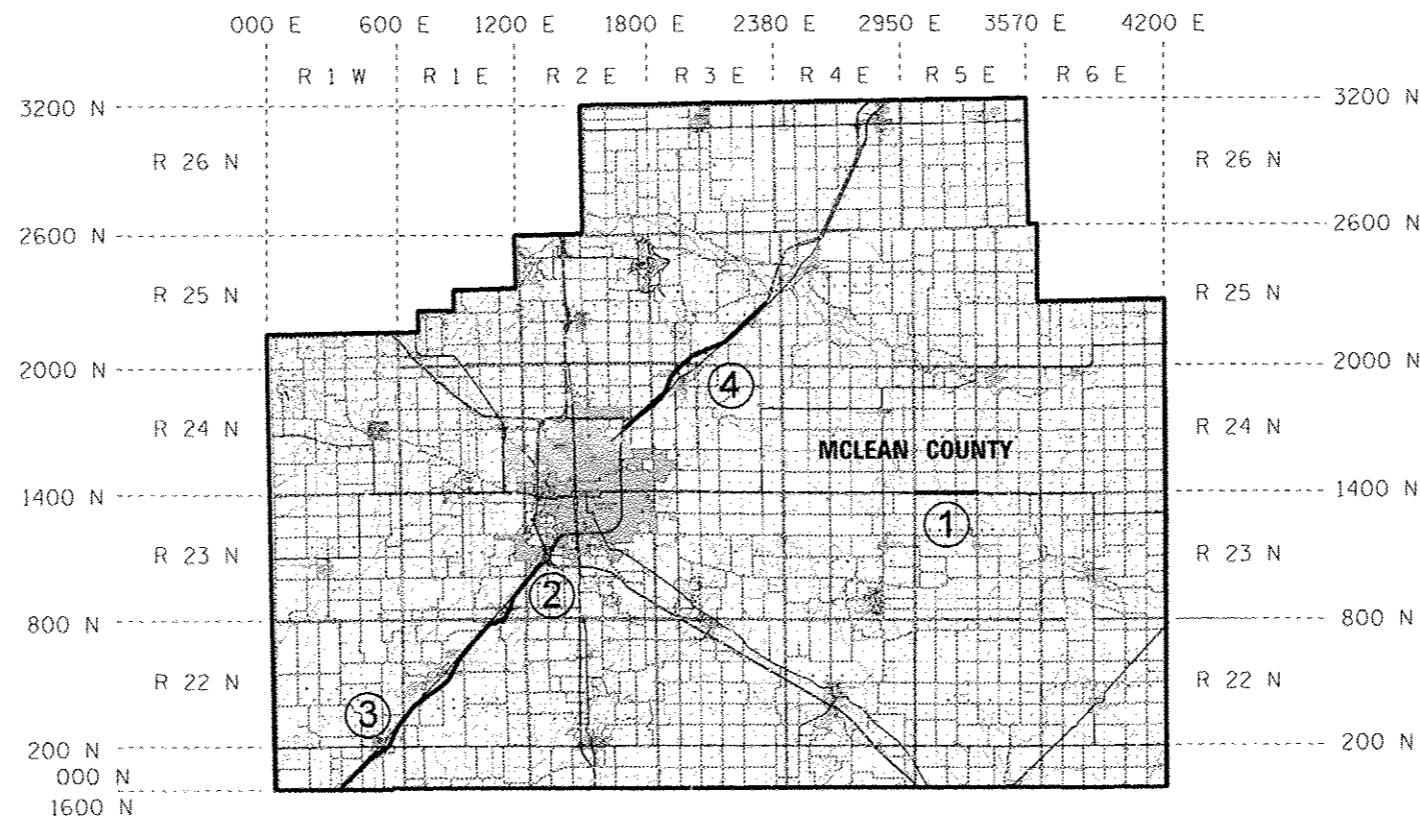 000 E 600 E 1200 E 1800 E 2380 E 2950 E 3570 E 4200 E
R 1 W R 1 E R 2 E R 3 E R 4 E R 5 E R 6 E
3200 N 3200 N
R 26 N R 26 N
2600 N 2600 N
R 25 N R 25 N
2000 N 2000 N
4
R 24 N R 24 N
MCLEAN COUNTY
1400 N 1400 N
1
R 23 N R 23 N
2
800 N 800 N
R 22 N R 22 N
3
200 N 200 N
000 N
1600 N